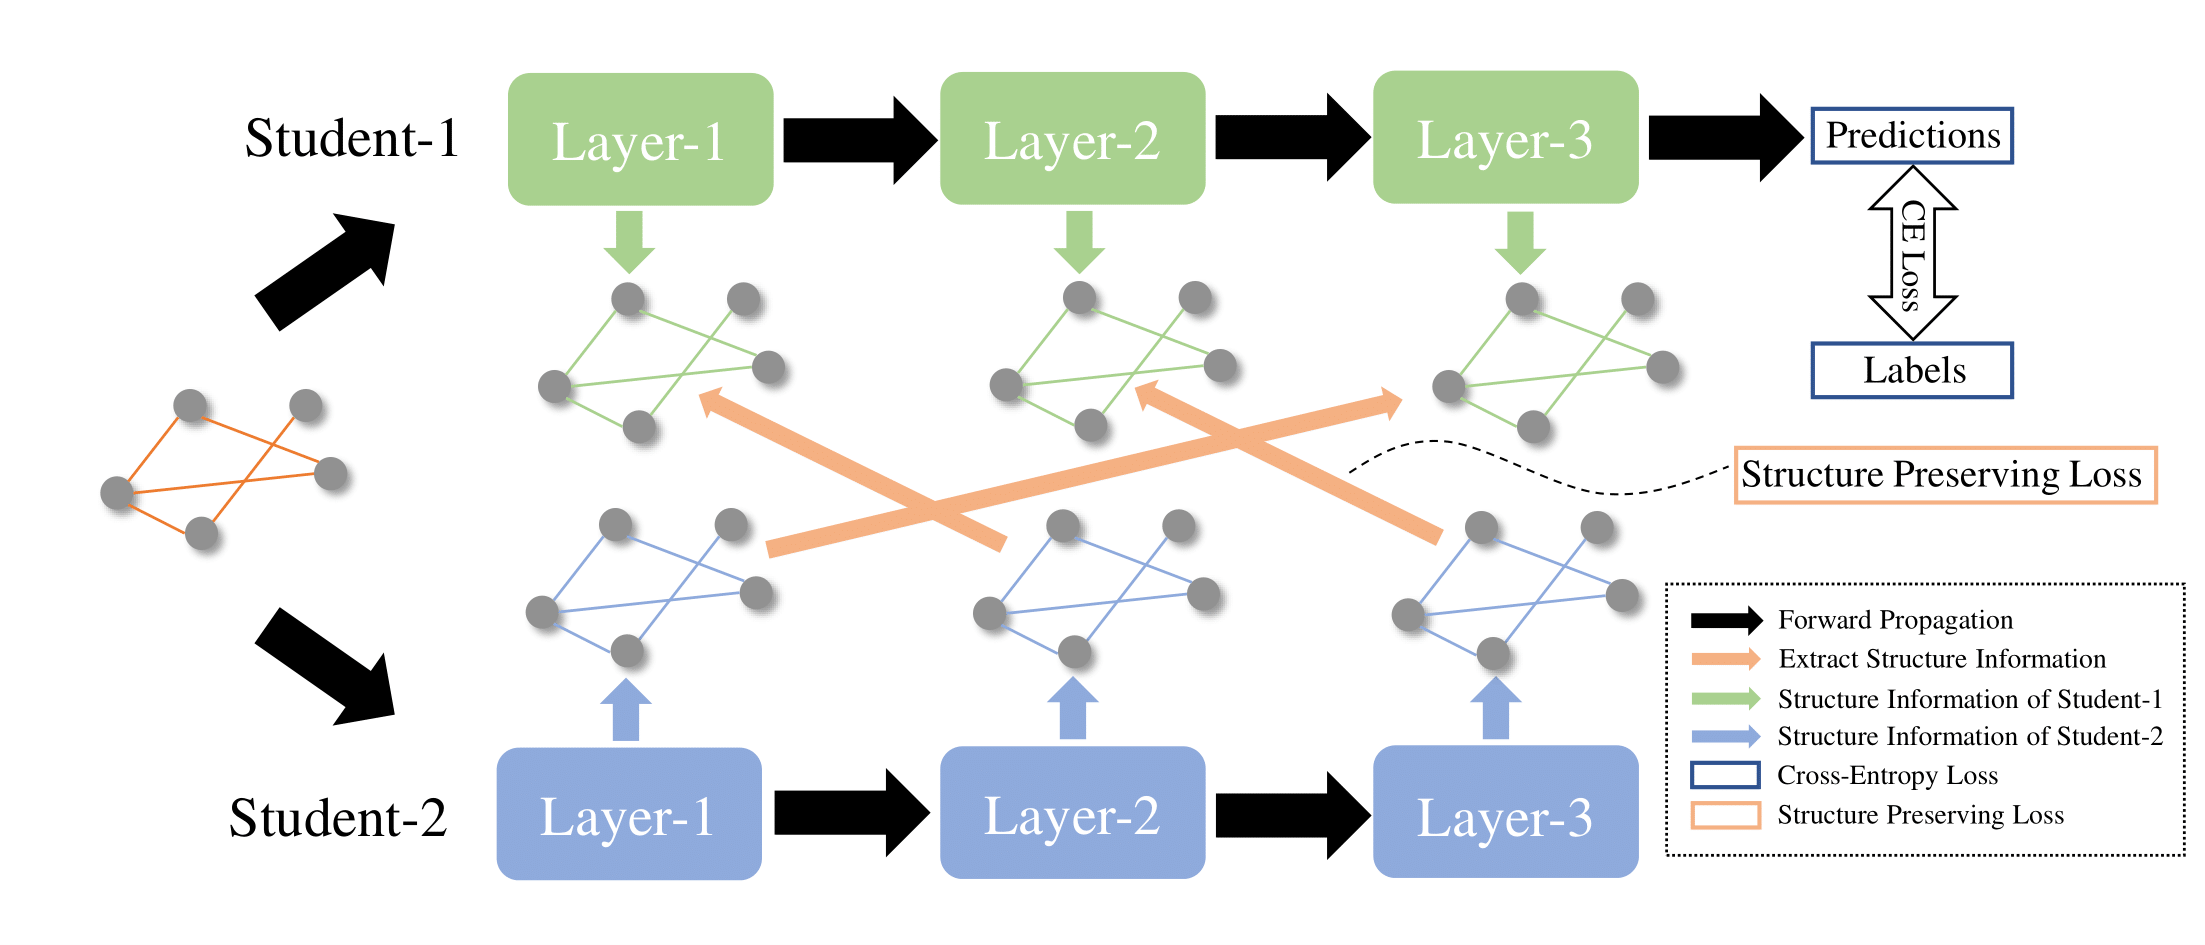 Student-1
Layer-1
Layer-2
Layer-3
Predictions
CE Loss
Labels
Structure Preserving Loss
Student-2
Layer-1
Layer-2
Layer-3
Forward Propagation
Extract Structure Information
Structure Information of Student-1
Structure Information of Student-2
Cross-Entropy Loss
Structure Preserving Loss